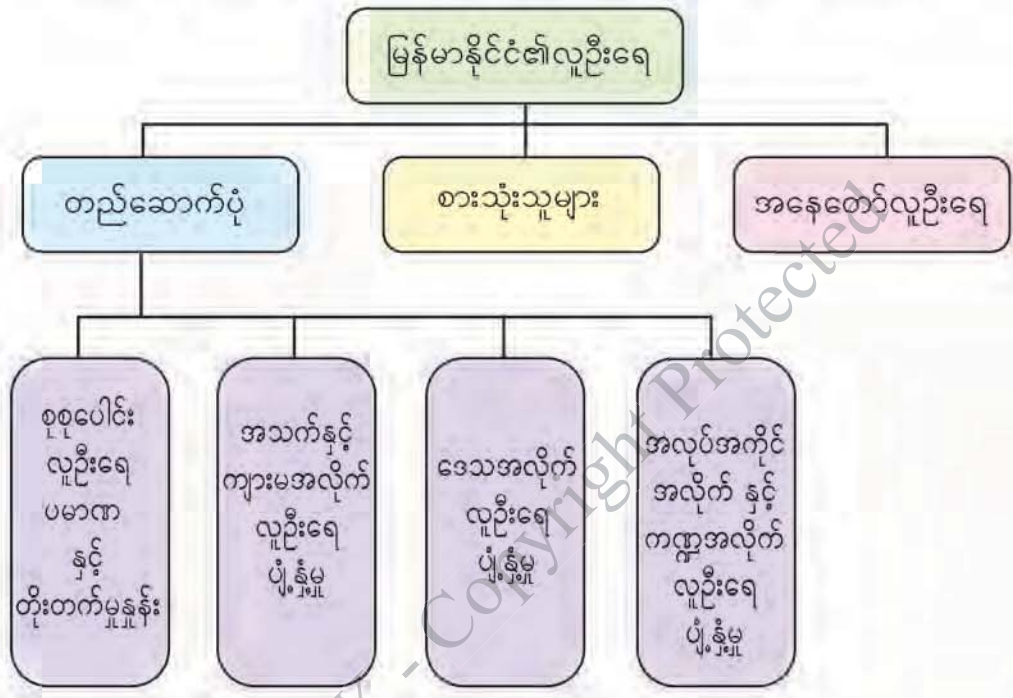 မြန်မာနိုင်ငံ၏လူဦးရေ
တည်ဆောက်ပုံ
စားသုံးသူများ
အနေတော်လူဦးရေ
စုစုပေါင်း
လူဦးရေ
ပမာဏ
နှင့်
တိုးတက်မှုနှုန်း
အသက်နှင့်
ကျားမအလိုက်
လူဦးရေ
ပျံ့နှံ့မှု
ဒေသအလိုက်
လူဦးရေ
ပျံ့နှံ့မှု
အလုပ်အကိုင်
အလိုက် နှင့်
ကဏ္ဍအလိုက်
လူဦးရေ
ပျံ့နှံ့မှု
- Copyright Protected